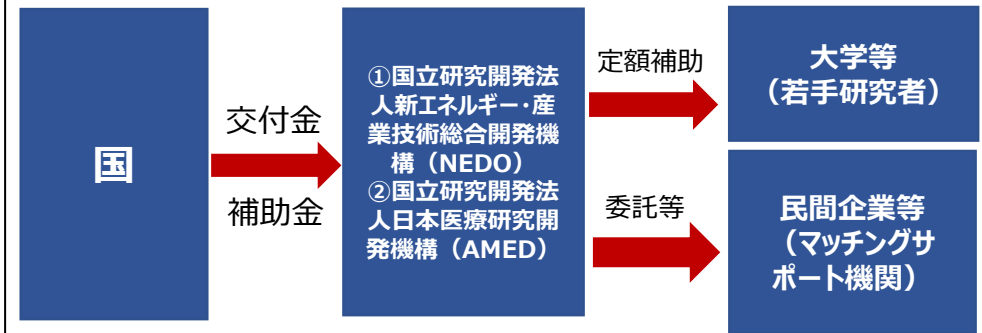 国
交付金
補助金
①国立研究開発法
人新エネルギー・産
業技術総合開発機
構（NEDO）
②国立研究開発法
人日本医療研究開
発機構（AMED）
定額補助
大学等
（若手研究者）
委託等
民間企業等
（マッチングサ
ポート機関）